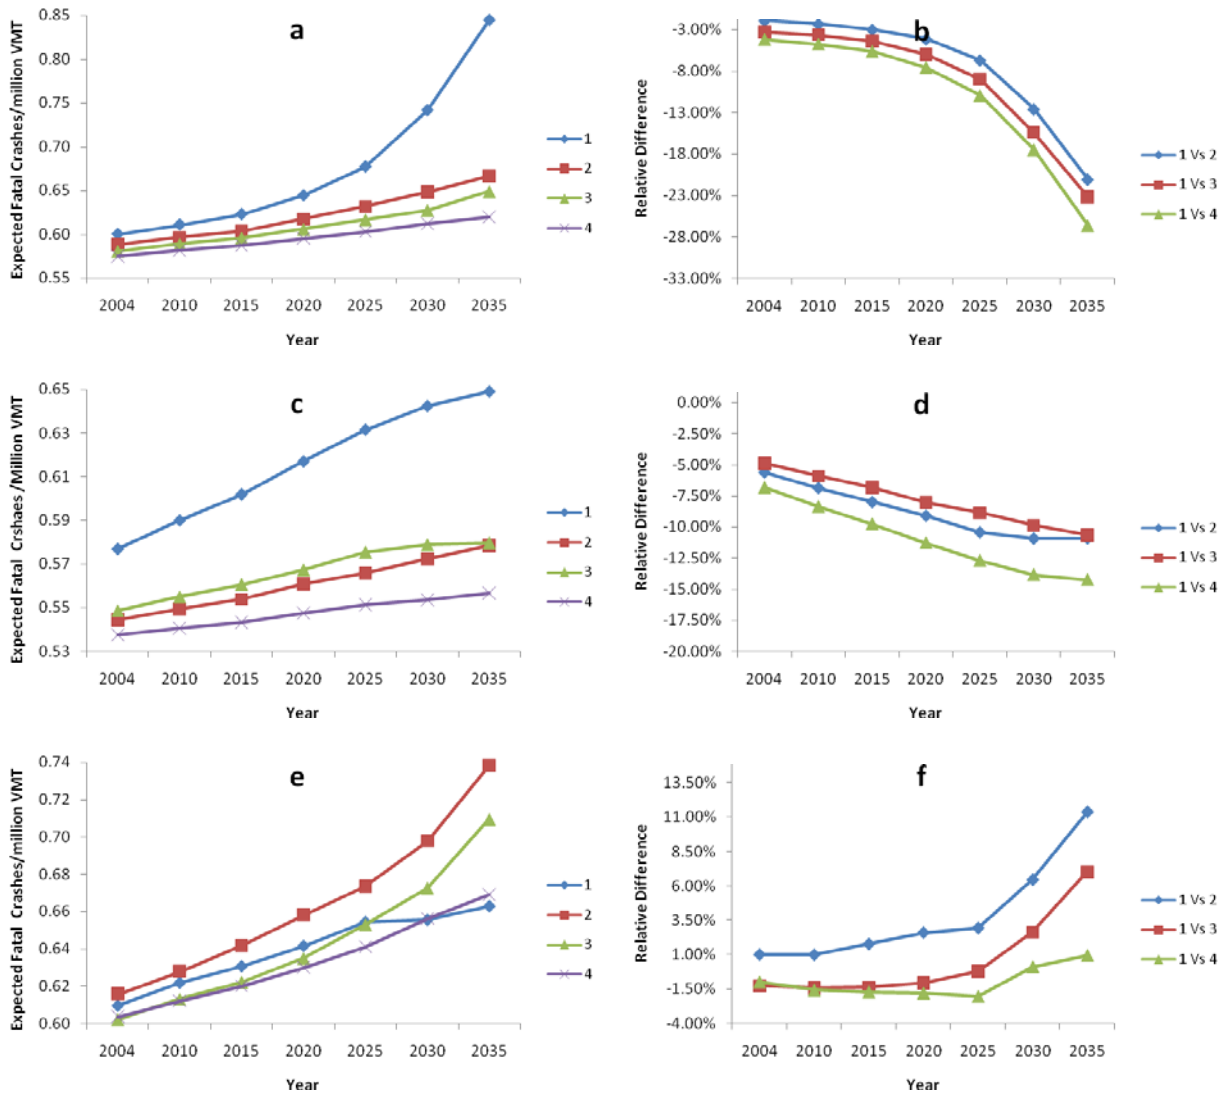 a
Expected Fatal Crashes/million VMT
0.85
0.80
0.75
0.70
0.65
0.60
0.55
2004 2010 2015 2020 2025 2030 2035
Year
1
2
3
4
b
Relative Difference
-3.00%
-8.00%
-13.00%
-18.00%
-23.00%
-28.00%
-33.00%
2004 2010 2015 2020 2025 2030 2035
Year
1 Vs 2
1 Vs 3
1 Vs 4
c
Expected Fatal Crshaes /Million VMT
0.65
0.63
0.61
0.59
0.57
0.55
0.53
2004 2010 2015 2020 2025 2030 2035
Year
1
2
3
4
d
Relative Difference
0.00%
-2.50%
-5.00%
-7.50%
-10.00%
-12.50%
-15.00%
-17.50%
-20.00%
2004 2010 2015 2020 2025 2030 2035
Year
1 Vs 2
1 Vs 3
1 Vs 4
e
Expected Fatal Crashes/million VMT
0.74
0.72
0.70
0.68
0.66
0.64
0.62
0.60
2004 2010 2015 2020 2025 2030 2035
Year
1
2
3
4
f
Relative Difference
13.50%
11.00%
8.50%
6.00%
3.50%
1.00%
-1.50%
-4.00%
2004 2010 2015 2020 2025 2030 2035
Year
1 Vs 2
1 Vs 3
1 Vs 4